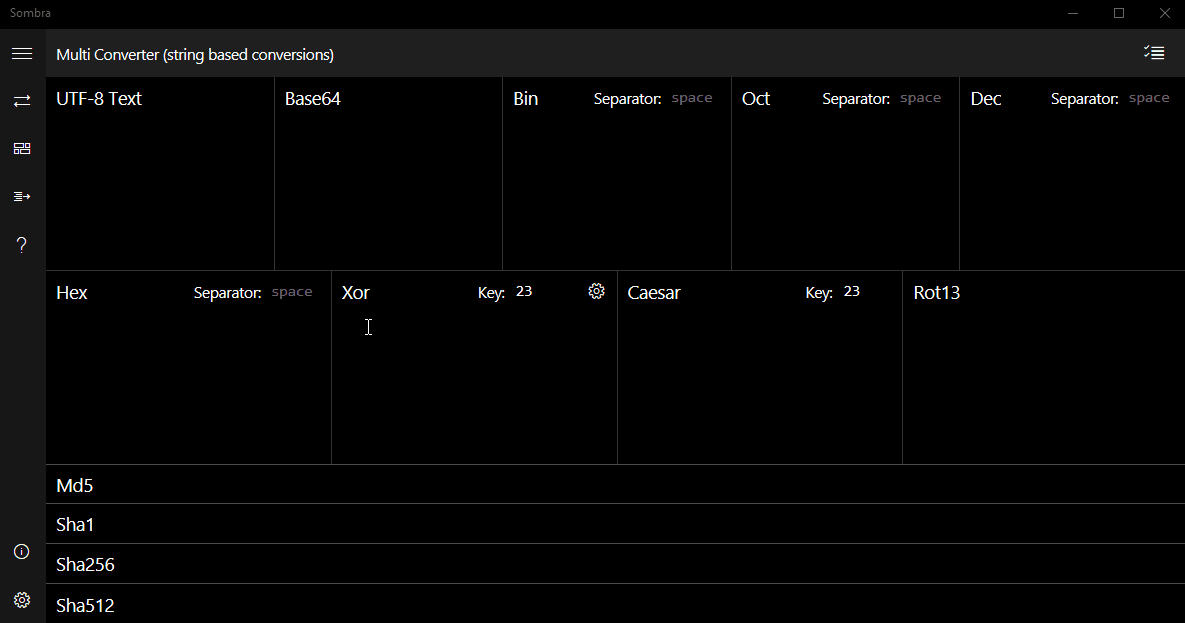 Sombra
Multi Converter (string based conversions)
UTF-8 Text Base64 Bin Separator: space Oct Separator: space Dec Separator: space
?
Hex Separator: space Xor Key: 23 Caesar Key: 23 Rot13
Md5
Sha1
Sha256
Sha512